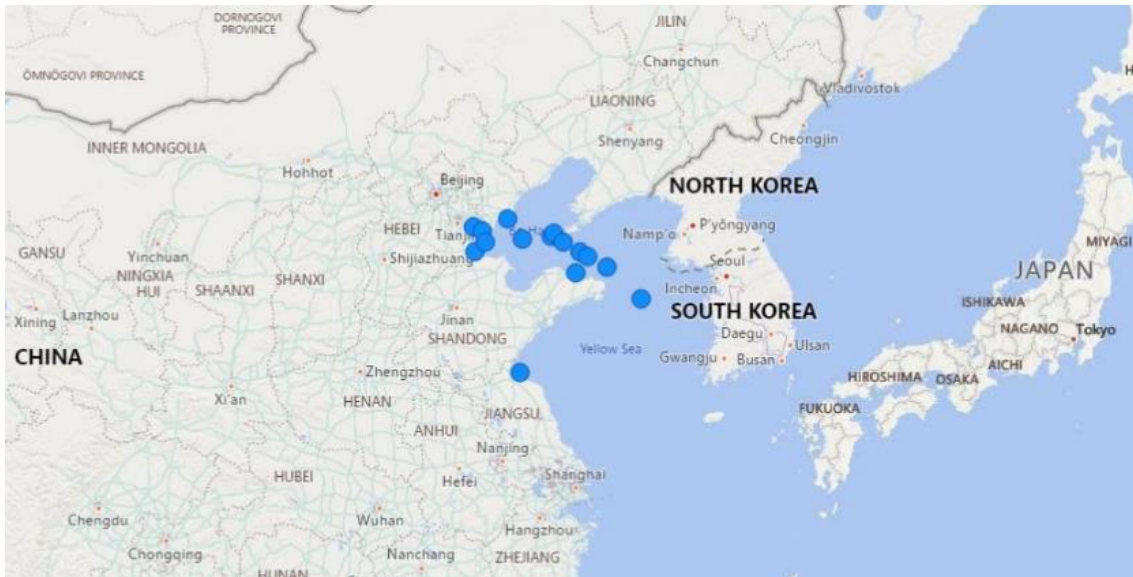 DORNOGOVI
PROVINCE
JILIN
Changchun
ÖMNÖGOVI PROVINCE
Vladivostok
LIAONING
Shenyang
Cheongjin
INNER MONGOLIA
Hohhot
Beijing
NORTH KOREA
HEBEI
Tianjin
P'yŏngyang
Namp'o
MIYAGI
GANSU
Yinchuan
Shijiazhuang
Seoul
NINGXIA
HUI
SHANXI
SHAANXI
Incheon
JAPAN
ISHIKAWA
Xining
Lanzhou
Jinan
SOUTH KOREA
NAGANO
Tokyo
SHANDONG
Daegu
Ulsan
Yellow Sea
CHINA
Gwangju
Busan
AICHI
Zhengzhou
HIROSHIMA
OSAKA
Xi'an
HENAN
JIANGSU
FUKUOKA
ANHUI
Nanjing
HUBEI
Hefei
Shanghai
Chengdu
Wuhan
Hangzhou
Chongqing
Nanchang
ZHEJIANG
HUNAN